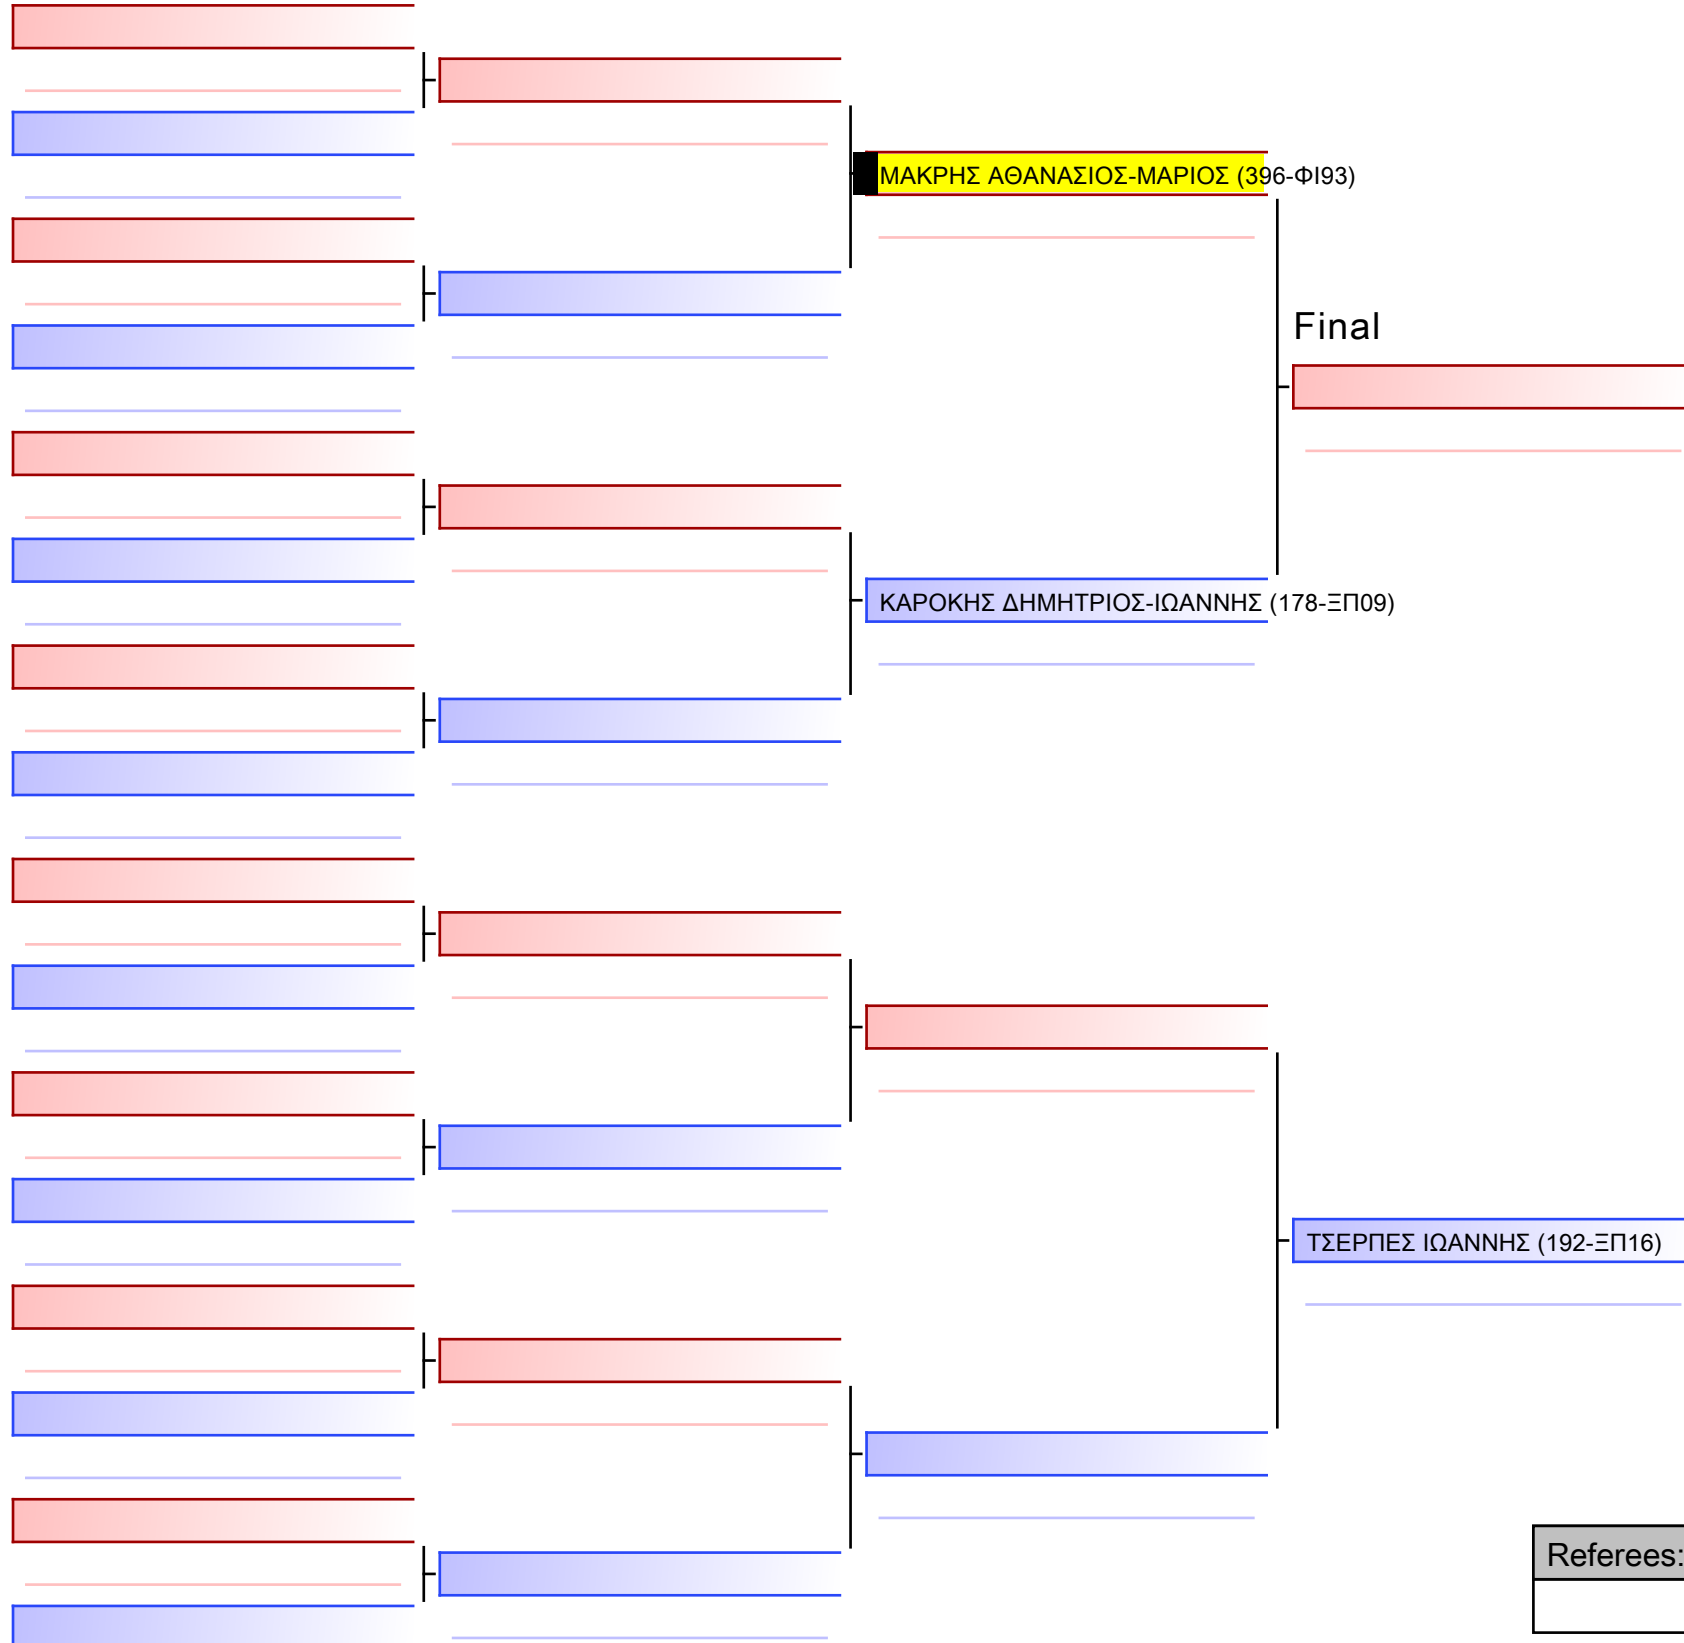 ΜΑΚΡΗΣ ΑΘΑΝΑΣΙΟΣ-ΜΑΡΙΟΣ (396-ΦΙ93)
Final
ΚΑΡΟΚΗΣ ΔΗΜΗΤΡΙΟΣ-ΙΩΑΝΝΗΣ (178-ΞΠ09)
ΤΣΕΡΠΕΣ ΙΩΑΝΝΗΣ (192-ΞΠ16)
Referees: